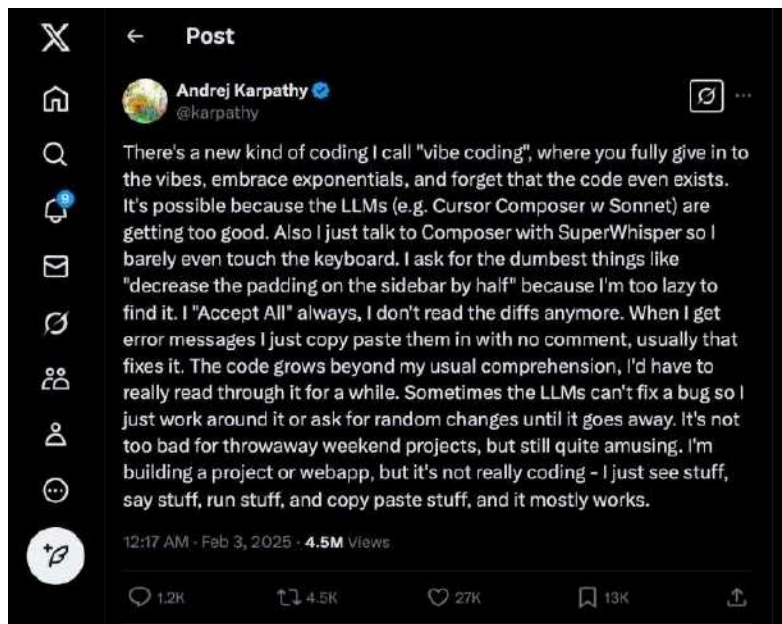 Post
Andrej Karpathy
@karpathy
9
There's a new kind of coding I call "vibe coding", where you fully give in to
the vibes, embrace exponentials, and forget that the code even exists.
It's possible because the LLMs (e.g. Cursor Composer w Sonnet) are
getting too good. Also I just talk to Composer with SuperWhisper so I
barely even touch the keyboard. I ask for the dumbest things like
"decrease the padding on the sidebar by half" because I'm too lazy to
find it. I "Accept All" always, I don't read the diffs anymore. When I get
error messages I just copy paste them in with no comment, usually that
fixes it. The code grows beyond my usual comprehension, I'd have to
really read through it for a while. Sometimes the LLMs can't fix a bug so I
just work around it or ask for random changes until it goes away. It's not
too bad for throwaway weekend projects, but still quite amusing. I'm
building a project or webapp, but it's not really coding - I just see stuff,
say stuff, run stuff, and copy paste stuff, and it mostly works.
12:17 AM · Feb 3, 2025 · 4.5M Views
1.2K 4.5K 27K 13K